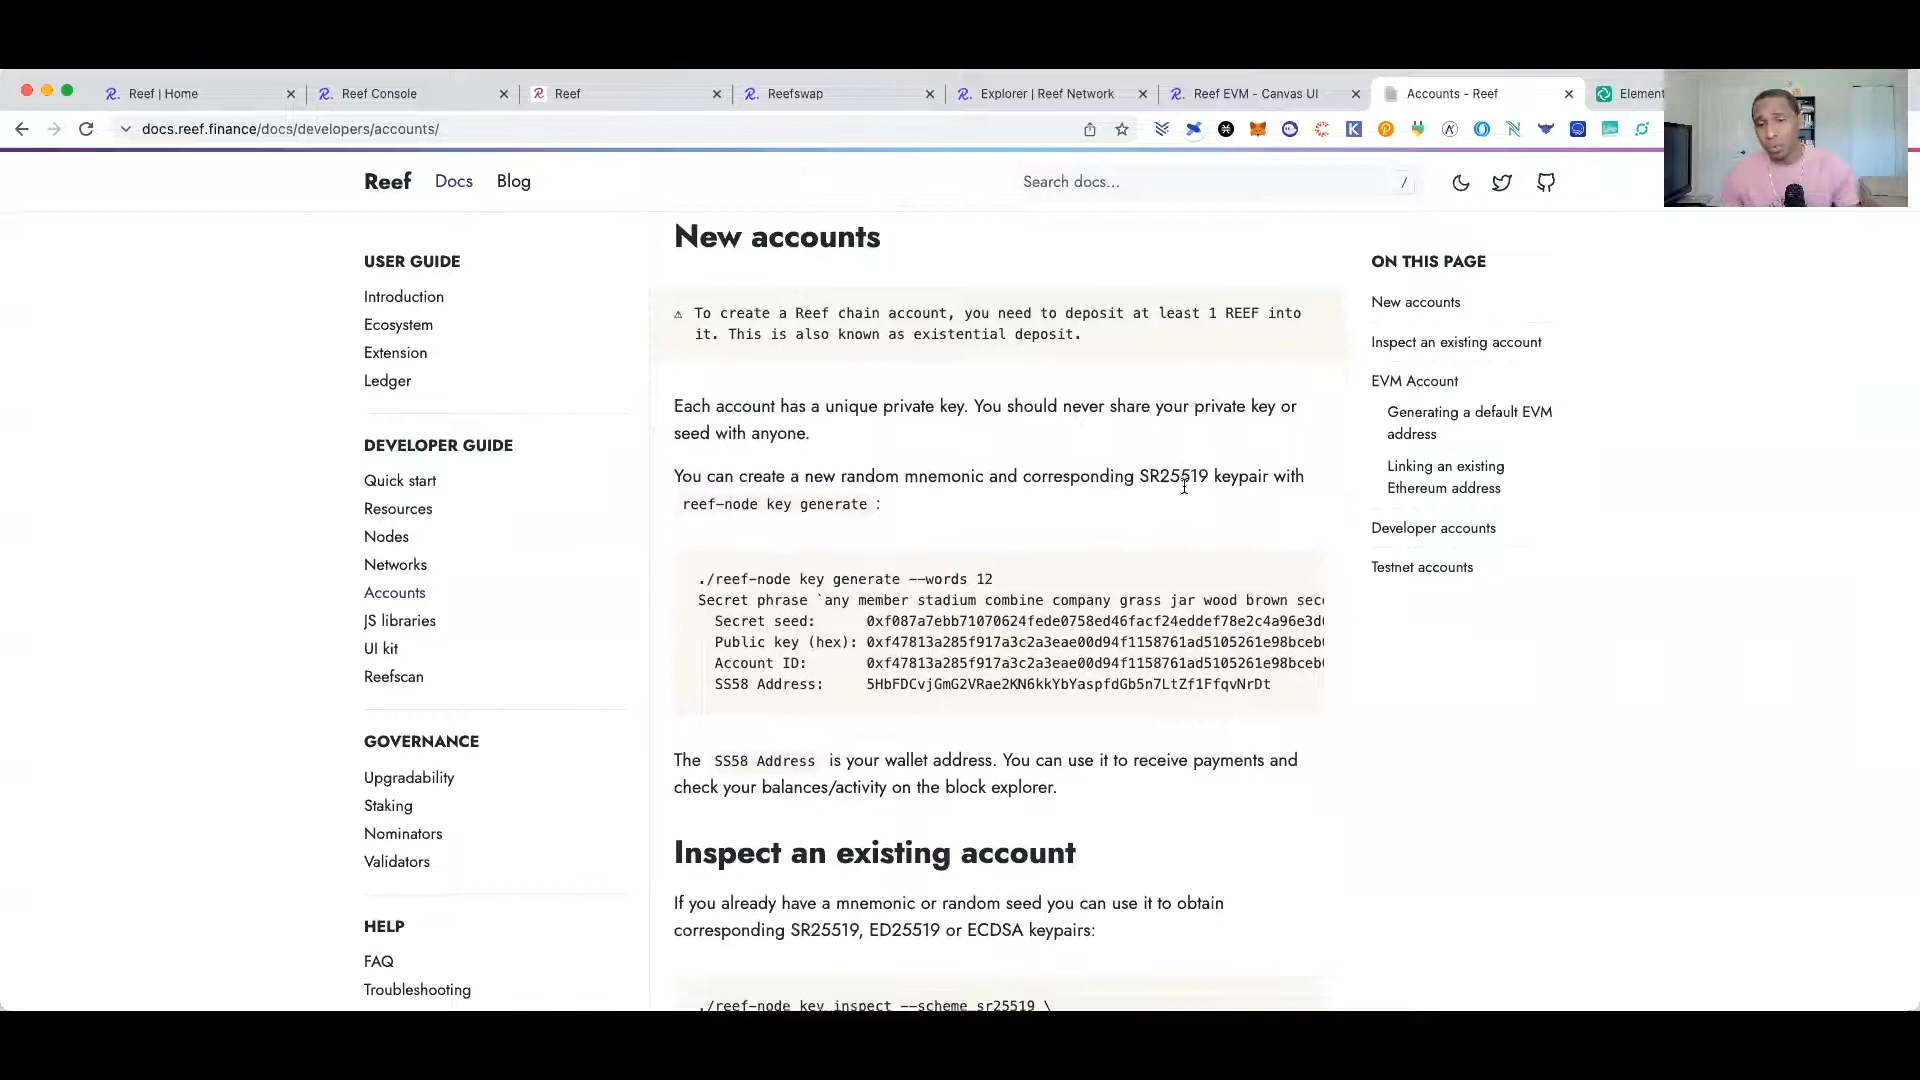 Reef | Home
Reef Console
Reef
Reefswap
Explorer | Reef Network
Reef EVM - Canvas UI
Accounts - Reef
Element
docs.reef.finance/docs/developers/accounts/
Reef
Docs
Blog
Search docs...
/
USER GUIDE
Introduction
Ecosystem
Extension
Ledger
DEVELOPER GUIDE
Quick start
Resources
Nodes
Networks
Accounts
JS libraries
UI kit
Reefscan
GOVERNANCE
Upgradability
Staking
Nominators
Validators
HELP
FAQ
Troubleshooting
New accounts
⚠ To create a Reef chain account, you need to deposit at least 1 REEF into
it. This is also known as existential deposit.
Each account has a unique private key. You should never share your private key or
seed with anyone.
You can create a new random mnemonic and corresponding SR25519 keypair with
reef-node key generate :
./reef-node key generate --words 12
Secret phrase `any member stadium combine company grass jar wood brown seco
Secret seed: 0xf087a7ebb71070624fede0758ed46facf24eddef78e2c4a96e3d
Public key (hex): 0xf47813a285f917a3c2a3eae00d94f1158761ad5105261e98bceb
Account ID: 0xf47813a285f917a3c2a3eae00d94f1158761ad5105261e98bceb
SS58 Address: 5HbFDCvjGmG2VRae2KN6kkYbYaspfdGb5n7LtZf1FfqvNrDt
The SS58 Address is your wallet address. You can use it to receive payments and
check your balances/activity on the block explorer.
Inspect an existing account
If you already have a mnemonic or random seed you can use it to obtain
corresponding SR25519, ED25519 or ECDSA keypairs:
./reef-node key inspect --scheme sr25519 \
ON THIS PAGE
New accounts
Inspect an existing account
EVM Account
Generating a default EVM
address
Linking an existing
Ethereum address
Developer accounts
Testnet accounts